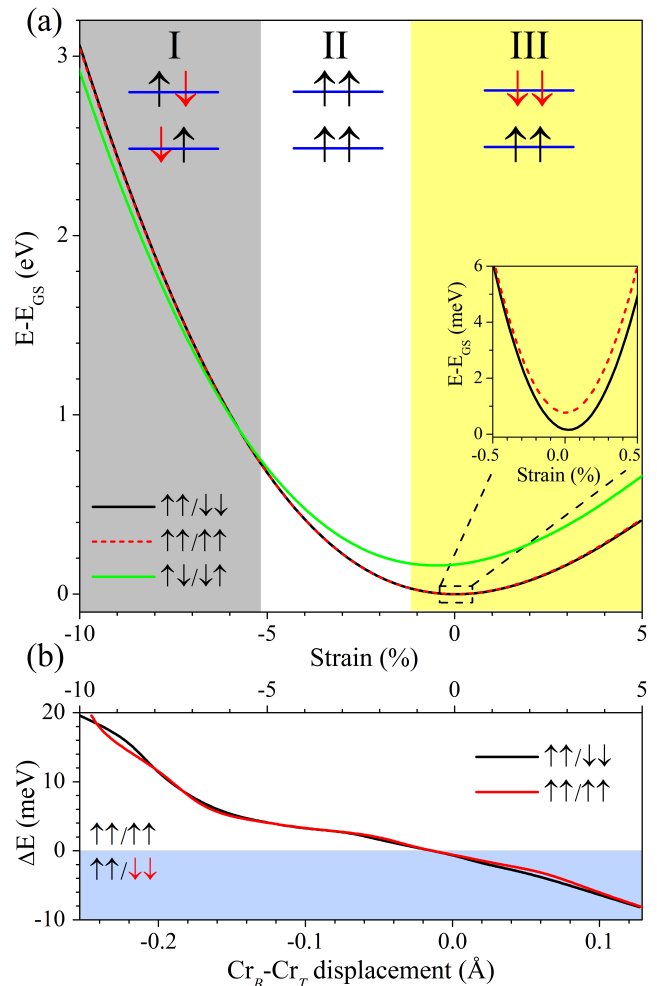 (a)
I II III
↑↓ ↑↑ ↓↓
↓↑ ↑↑ ↑↑
3
2
1
0
E-E_GS (eV)
6
4
2
0
E-E_GS (meV)
-0.5 0.0 0.5
Strain (%)
↑↑/↓↓
↑↑/↑↑
↑↓/↓↑
-10 -5 0 5
Strain (%)
(b)
-10 -5 0 5
20
10
0
-10
ΔE (meV)
↑↑/↓↓
↑↑/↑↑
↑↑/↑↑
↑↑/↓↓
-0.2 -0.1 0.0 0.1
Cr_B-Cr_T displacement (Å)